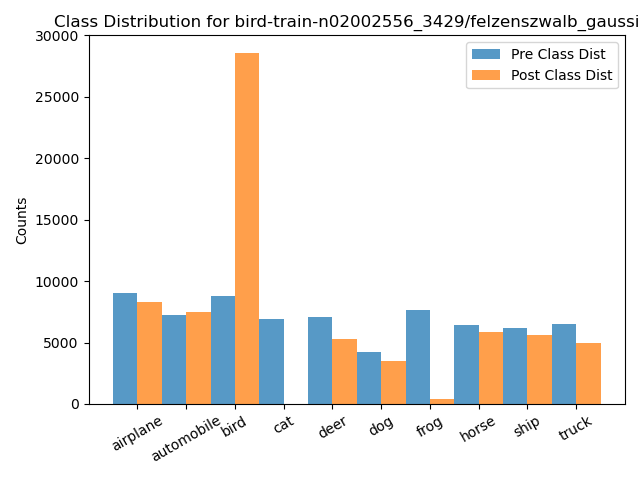 Class Distribution for bird-train-n02002556_3429/felzenszwalb_gaussi
Pre Class Dist
Post Class Dist
Counts
30000
25000
20000
15000
10000
5000
0
airplane
automobile
bird
cat
deer
dog
frog
horse
ship
truck